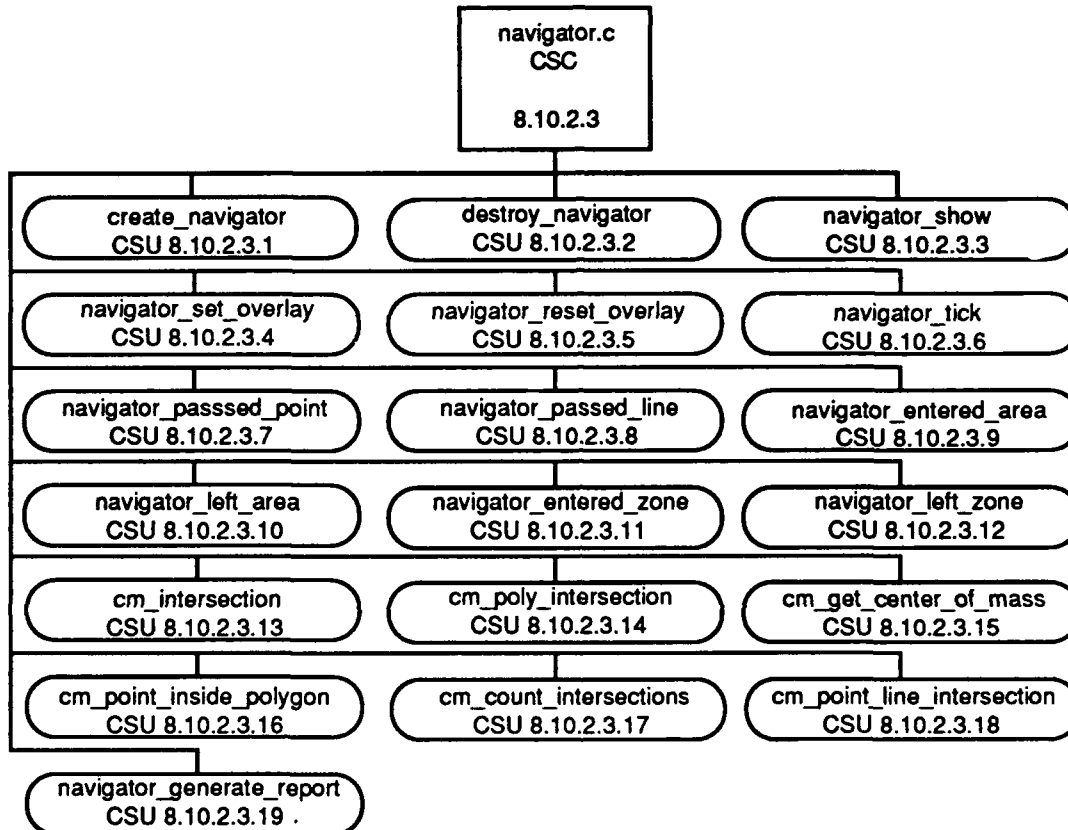 navigator.c
CSC
8.10.2.3
create_navigator
CSU 8.10.2.3.1
destroy_navigator
CSU 8.10.2.3.2
navigator_show
CSU 8.10.2.3.3
navigator_set_overlay
CSU 8.10.2.3.4
navigator_reset_overlay
CSU 8.10.2.3.5
navigator_tick
CSU 8.10.2.3.6
navigator_passsed_point
CSU 8.10.2.3.7
navigator_passed_line
CSU 8.10.2.3.8
navigator_entered_area
CSU 8.10.2.3.9
navigator_left_area
CSU 8.10.2.3.10
navigator_entered_zone
CSU 8.10.2.3.11
navigator_left_zone
CSU 8.10.2.3.12
cm_intersection
CSU 8.10.2.3.13
cm_poly_intersection
CSU 8.10.2.3.14
cm_get_center_of_mass
CSU 8.10.2.3.15
cm_point_inside_polygon
CSU 8.10.2.3.16
cm_count_intersections
CSU 8.10.2.3.17
cm_point_line_intersection
CSU 8.10.2.3.18
navigator_generate_report
CSU 8.10.2.3.19